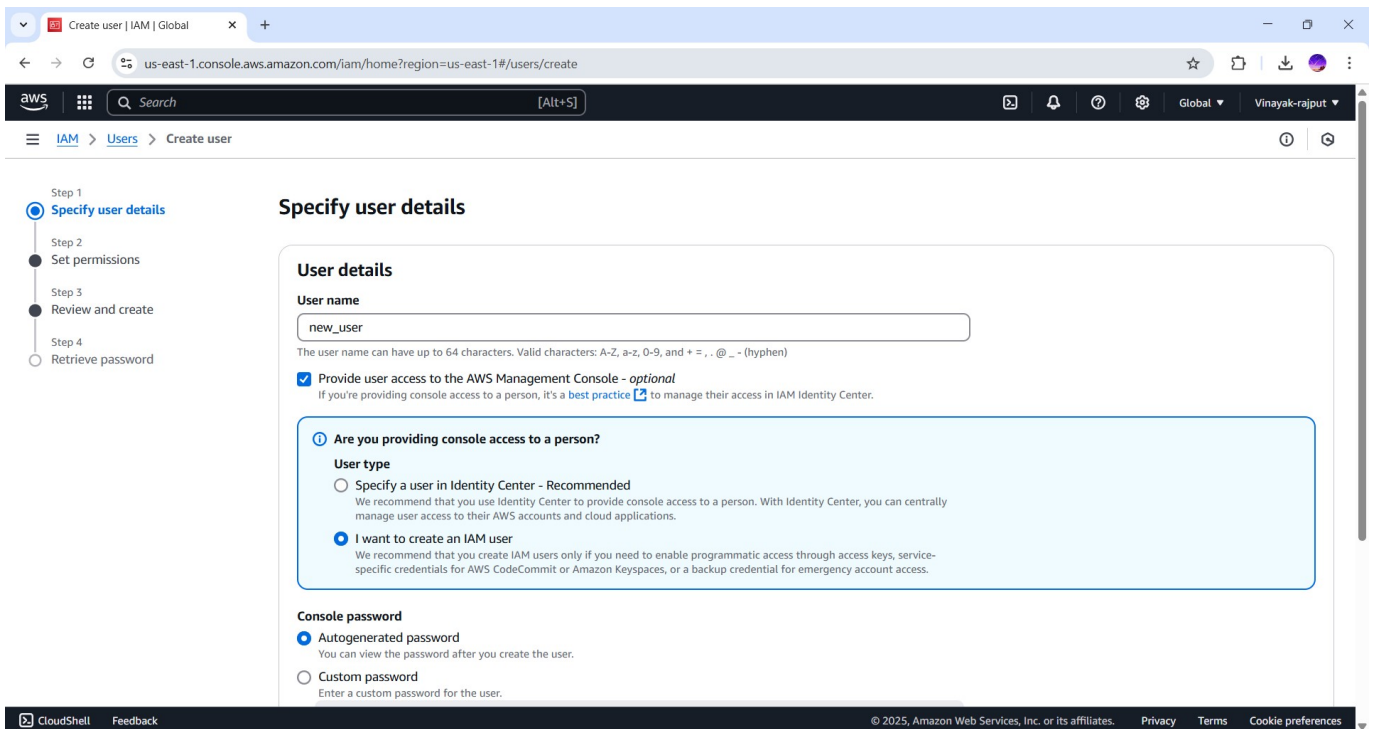 Create user | IAM | Global
us-east-1.console.aws.amazon.com/iam/home?region=us-east-1#/users/create
aws
Search [Alt+S]
Global
Vinayak-rajput
IAM > Users > Create user
Step 1
Specify user details
Step 2
Set permissions
Step 3
Review and create
Step 4
Retrieve password
Specify user details
User details
User name
new_user
The user name can have up to 64 characters. Valid characters: A-Z, a-z, 0-9, and + = , . @ _ - (hyphen)
Provide user access to the AWS Management Console - optional
If you're providing console access to a person, it's a best practice to manage their access in IAM Identity Center.
Are you providing console access to a person?
User type
Specify a user in Identity Center - Recommended
We recommend that you use Identity Center to provide console access to a person. With Identity Center, you can centrally
manage user access to their AWS accounts and cloud applications.
I want to create an IAM user
We recommend that you create IAM users only if you need to enable programmatic access through access keys, service-
specific credentials for AWS CodeCommit or Amazon Keyspaces, or a backup credential for emergency account access.
Console password
Autogenerated password
You can view the password after you create the user.
Custom password
Enter a custom password for the user.
CloudShell Feedback © 2025, Amazon Web Services, Inc. or its affiliates. Privacy Terms Cookie preferences